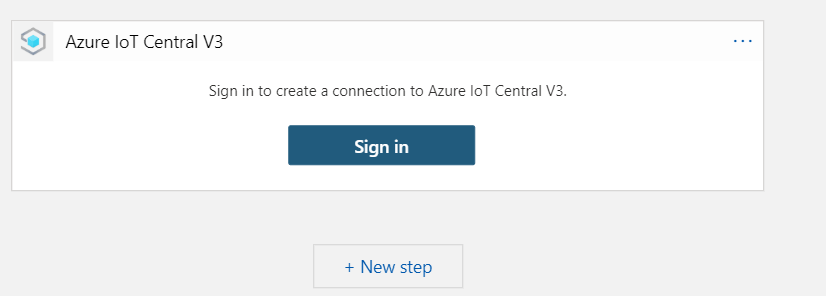 Azure IoT Central V3
...
Sign in to create a connection to Azure IoT Central V3.
Sign in
+ New step